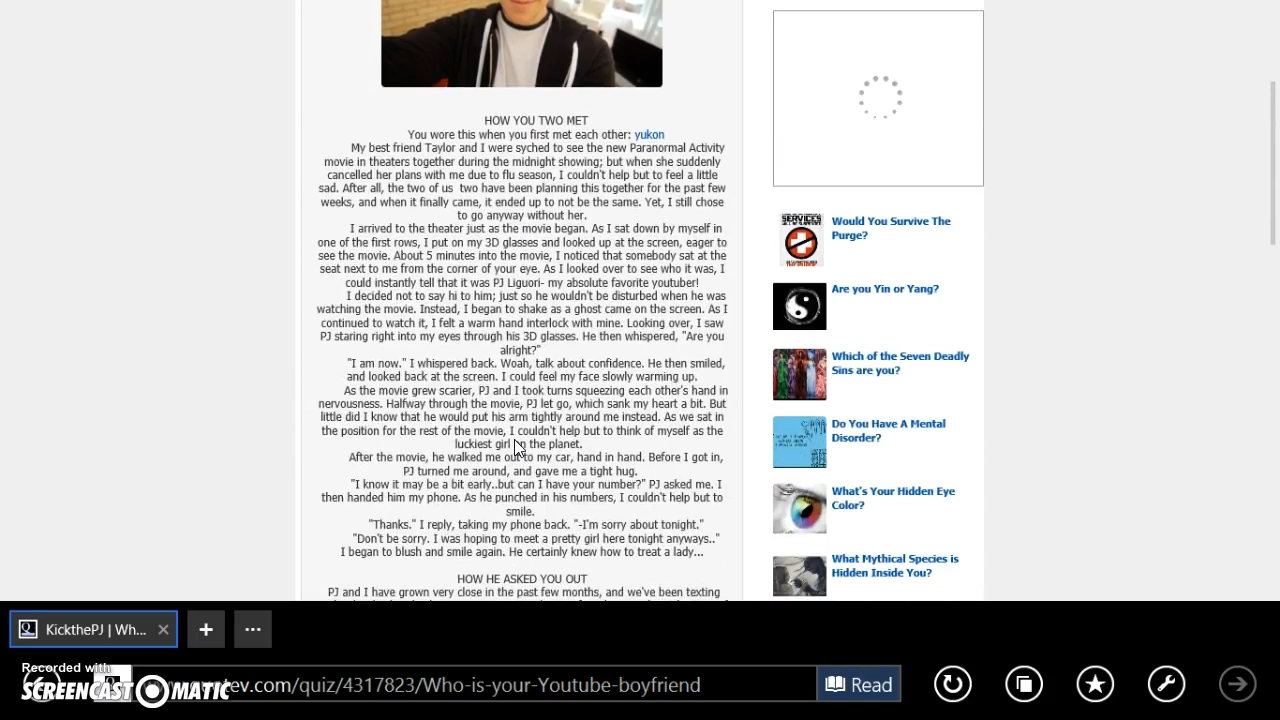 HOW YOU TWO MET
You wore this when you first met each other: yukon
My best friend Taylor and I were syched to see the new Paranormal Activity
movie in theaters together during the midnight showing; but when she suddenly
cancelled her plans with me due to flu season, I couldn't help but to feel a little
sad. After all, the two of us two have been planning this together for the past few
weeks, and when it finally came, it ended up to not be the same. Yet, I still chose
to go anyway without her.
I arrived to the theater just as the movie began. As I sat down by myself in
one of the first rows, I put on my 3D glasses and looked up at the screen, eager to
see the movie. About 5 minutes into the movie, I noticed that somebody sat at the
seat next to me from the corner of your eye. As I looked over to see who it was, I
could instantly tell that it was PJ Liguori- my absolute favorite youtuber!
I decided not to say hi to him; just so he wouldn't be disturbed when he was
watching the movie. Instead, I began to shake as a ghost came on the screen. As I
continued to watch it, I felt a warm hand interlock with mine. Looking over, I saw
PJ staring right into my eyes through his 3D glasses. He then whispered, "Are you
alright?"
"I am now." I whispered back. Woah, talk about confidence. He then smiled,
and looked back at the screen. I could feel my face slowly warming up.
As the movie grew scarier, PJ and I took turns squeezing each other's hand in
nervousness. Halfway through the movie, PJ let go, which sank my heart a bit. But
little did I know that he would put his arm tightly around me instead. As we sat in
the position for the rest of the movie, I couldn't help but to think of myself as the
luckiest girl on the planet.
After the movie, he walked me out to my car, hand in hand. Before I got in,
PJ turned me around, and gave me a tight hug.
"I know it may be a bit early..but can I have your number?" PJ asked me. I
then handed him my phone. As he punched in his numbers, I couldn't help but to
smile.
"Thanks." I reply, taking my phone back. "-I'm sorry about tonight."
"Don't be sorry. I was hoping to meet a pretty girl here tonight anyways.."
I began to blush and smile again. He certainly knew how to treat a lady...
HOW HE ASKED YOU OUT
PJ and I have grown very close in the past few months, and we've been texting
SERVICES
Would You Survive The
Purge?
Are you Yin or Yang?
Which of the Seven Deadly
Sins are you?
Do You Have A Mental
Disorder?
What's Your Hidden Eye
Color?
What Mythical Species is
Hidden Inside You?
KickthePJ | Wh...
Recorded with
SCREENCAST-O-MATIC
tev.com/quiz/4317823/Who-is-your-Youtube-boyfriend
Read